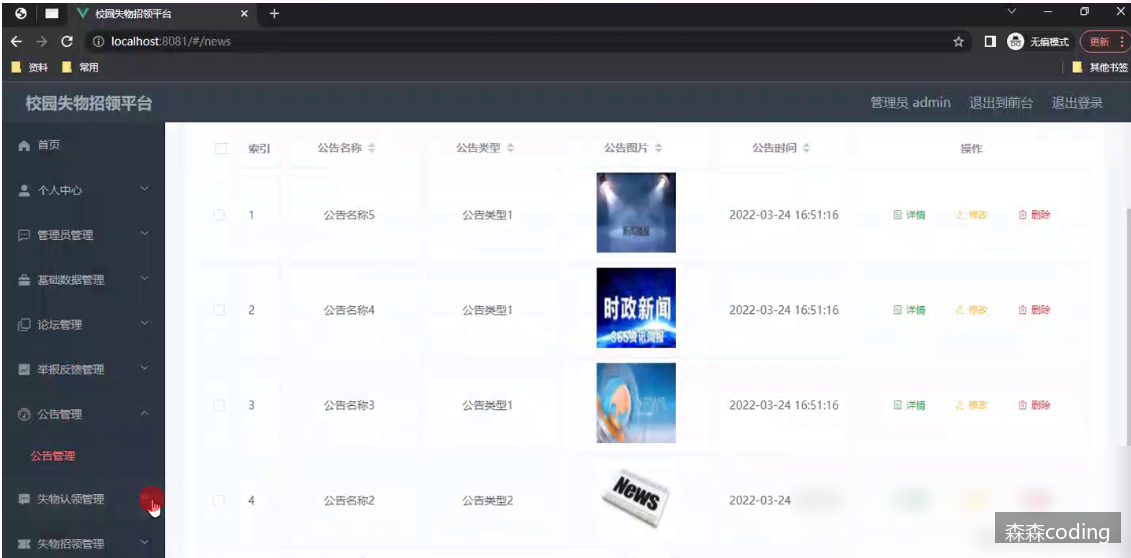 校园失物招领平台
localhost:8081/#/news
无痕模式
更新
资料
常用
其他书签
校园失物招领平台
管理员 admin
退出到前台
退出登录
首页
个人中心
管理员管理
基础数据管理
论坛管理
举报反馈管理
公告管理
公告管理
失物认领管理
失物招领管理
索引 公告名称 公告类型 公告图片 公告时间 操作
1 公告名称5 公告类型1 2022-03-24 16:51:16 详情 修改 删除
2 公告名称4 公告类型1 时政新闻 365资讯简报 2022-03-24 16:51:16 详情 修改 删除
3 公告名称3 公告类型1 2022-03-24 16:51:16 详情 修改 删除
4 公告名称2 公告类型2 News 2022-03-24
森森coding